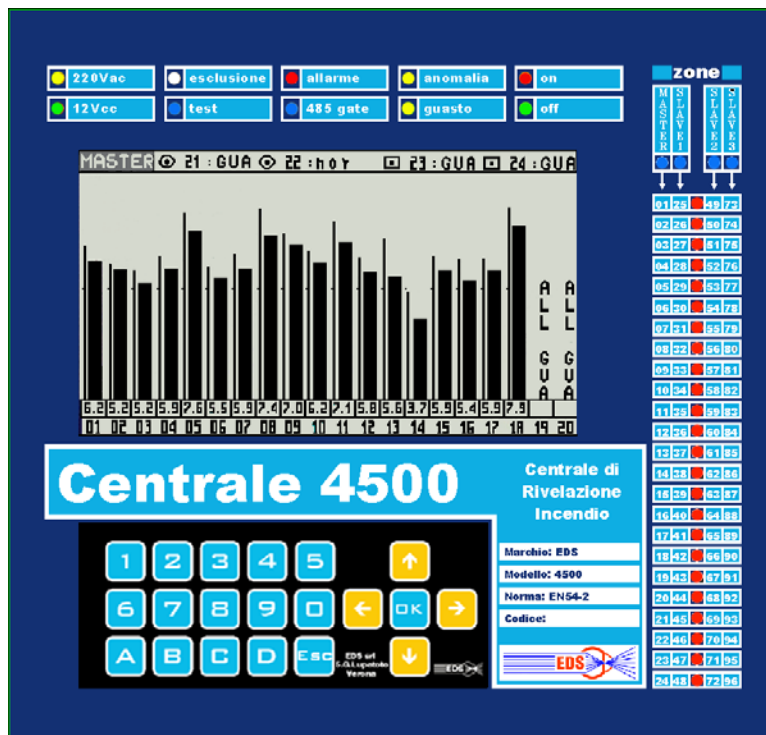 220Vac esclusione allarme anomalia on
12Vcc test 485 gate guasto off
zone
MASTER SLAVE1 SLAVE2 SLAVE3
MASTER 21 :GUA 22 :hor 23 :GUA 24 :GUA
ALL ALL
GUA GUA
6.2 5.2 5.2 5.9 7.6 5.5 5.9 7.4 7.0 6.2 7.1 5.8 5.6 3.7 5.9 5.4 5.9 7.9
01 02 03 04 05 06 07 08 09 10 11 12 13 14 15 16 17 18 19 20
01 25 49 73
02 26 50 74
03 27 51 75
04 28 52 76
05 29 53 77
06 30 54 78
07 31 55 79
08 32 56 80
09 33 57 81
10 34 58 82
11 35 59 83
12 36 60 84
13 37 61 85
14 38 62 86
15 39 63 87
16 40 64 88
17 41 65 89
18 42 66 90
19 43 67 91
20 44 68 92
21 45 69 93
22 46 70 94
23 47 71 95
24 48 72 96
Centrale 4500
Centrale di
Rivelazione
Incendio
Marchio: EDS
Modello: 4500
Norma: EN54-2
Codice:
EDS
1 2 3 4 5
6 7 8 9 0 OK
A B C D Esc
EDS srl
S.G.Lupatoto
Verona
EDS